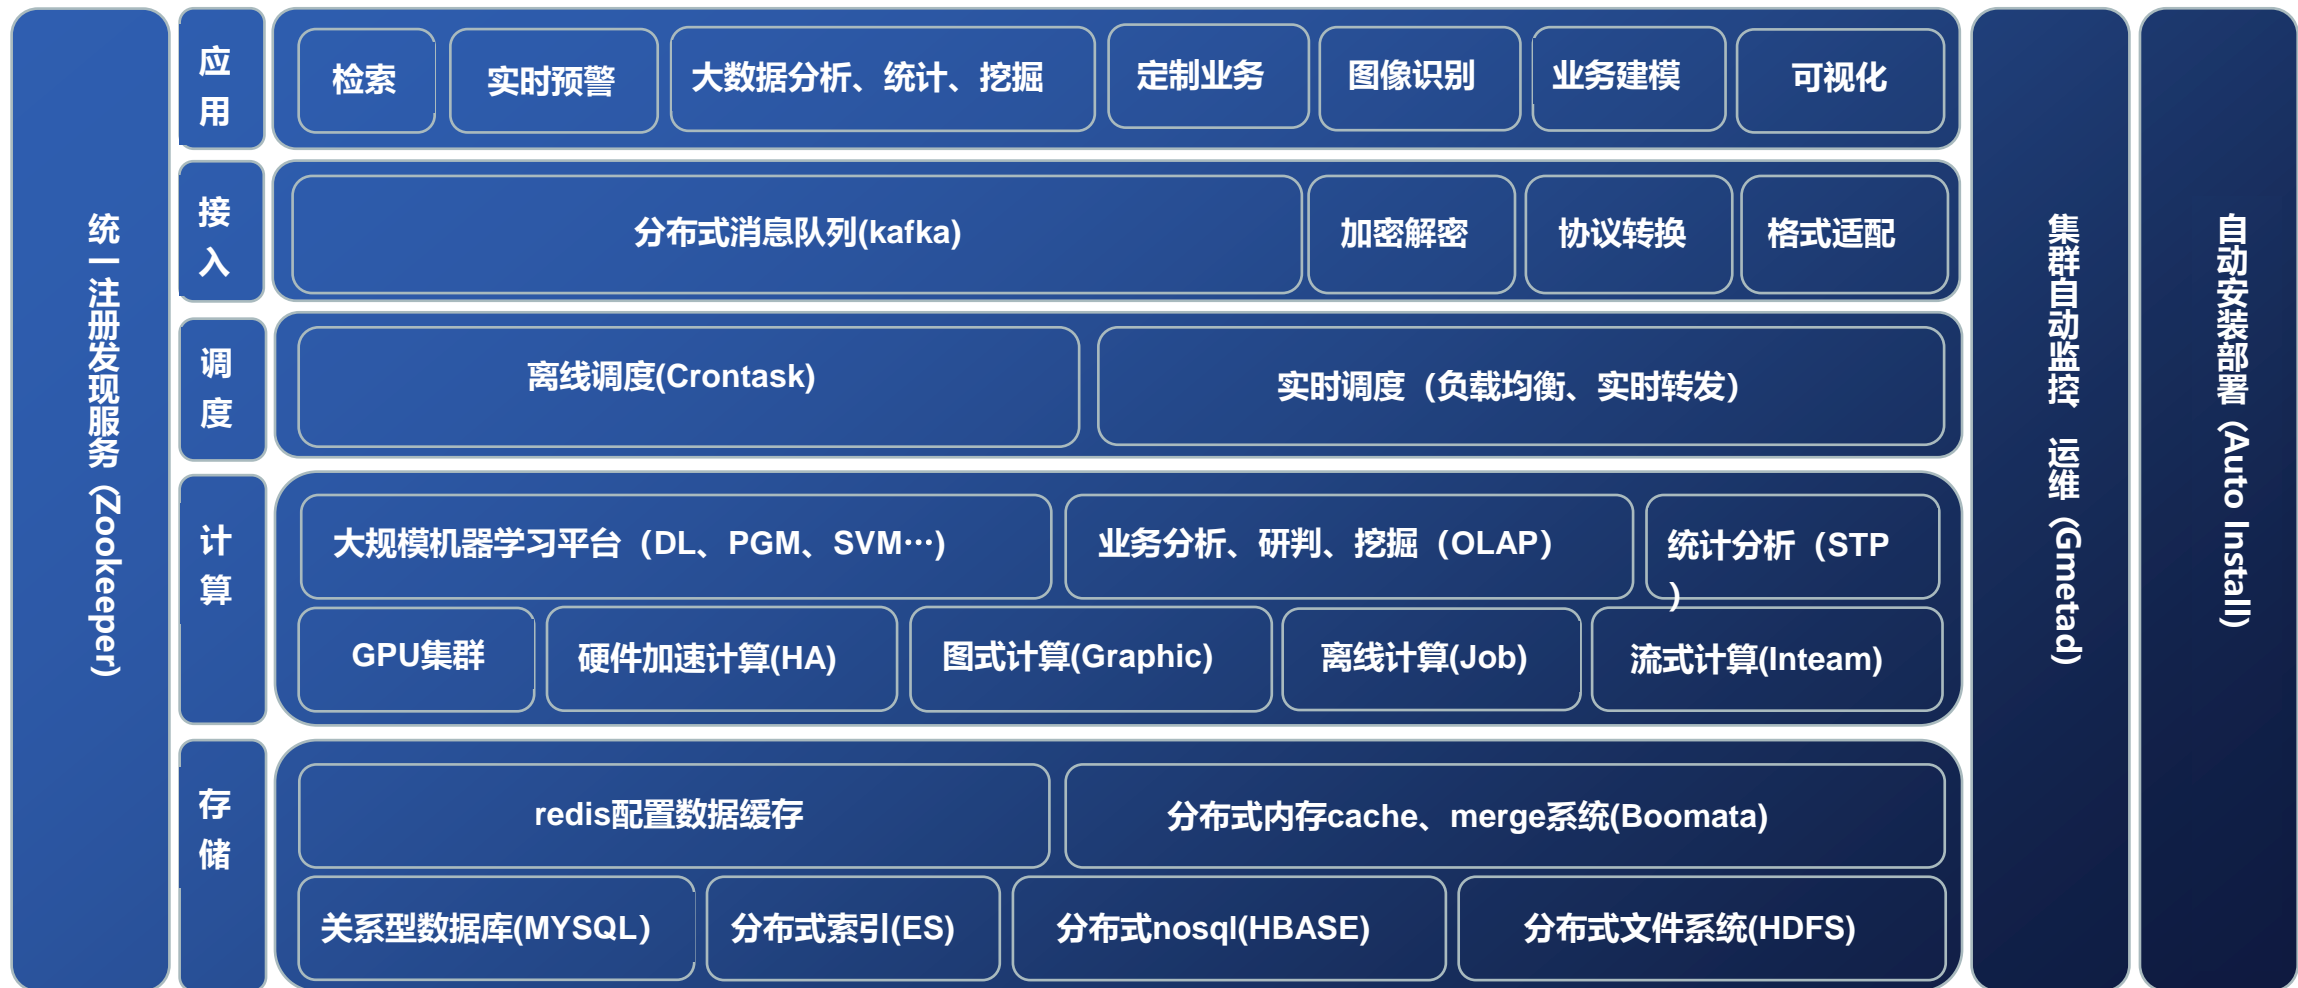 统一注册发现服务（Zookeeper）
应用
检索
实时预警
大数据分析、统计、挖掘
定制业务
图像识别
业务建模
可视化
接入
分布式消息队列(kafka)
加密解密
协议转换
格式适配
调度
离线调度(Crontask)
实时调度（负载均衡、实时转发）
计算
大规模机器学习平台（DL、PGM、SVM…)
业务分析、研判、挖掘（OLAP）
统计分析（STP
）
GPU集群
硬件加速计算(HA)
图式计算(Graphic)
离线计算(Job)
流式计算(Inteam)
存储
redis配置数据缓存
分布式内存cache、merge系统(Boomata)
关系型数据库(MYSQL）
分布式索引(ES)
分布式nosql(HBASE)
分布式文件系统(HDFS)
集群自动监控、运维（Gmetad）
自动安装部署（Auto Install）